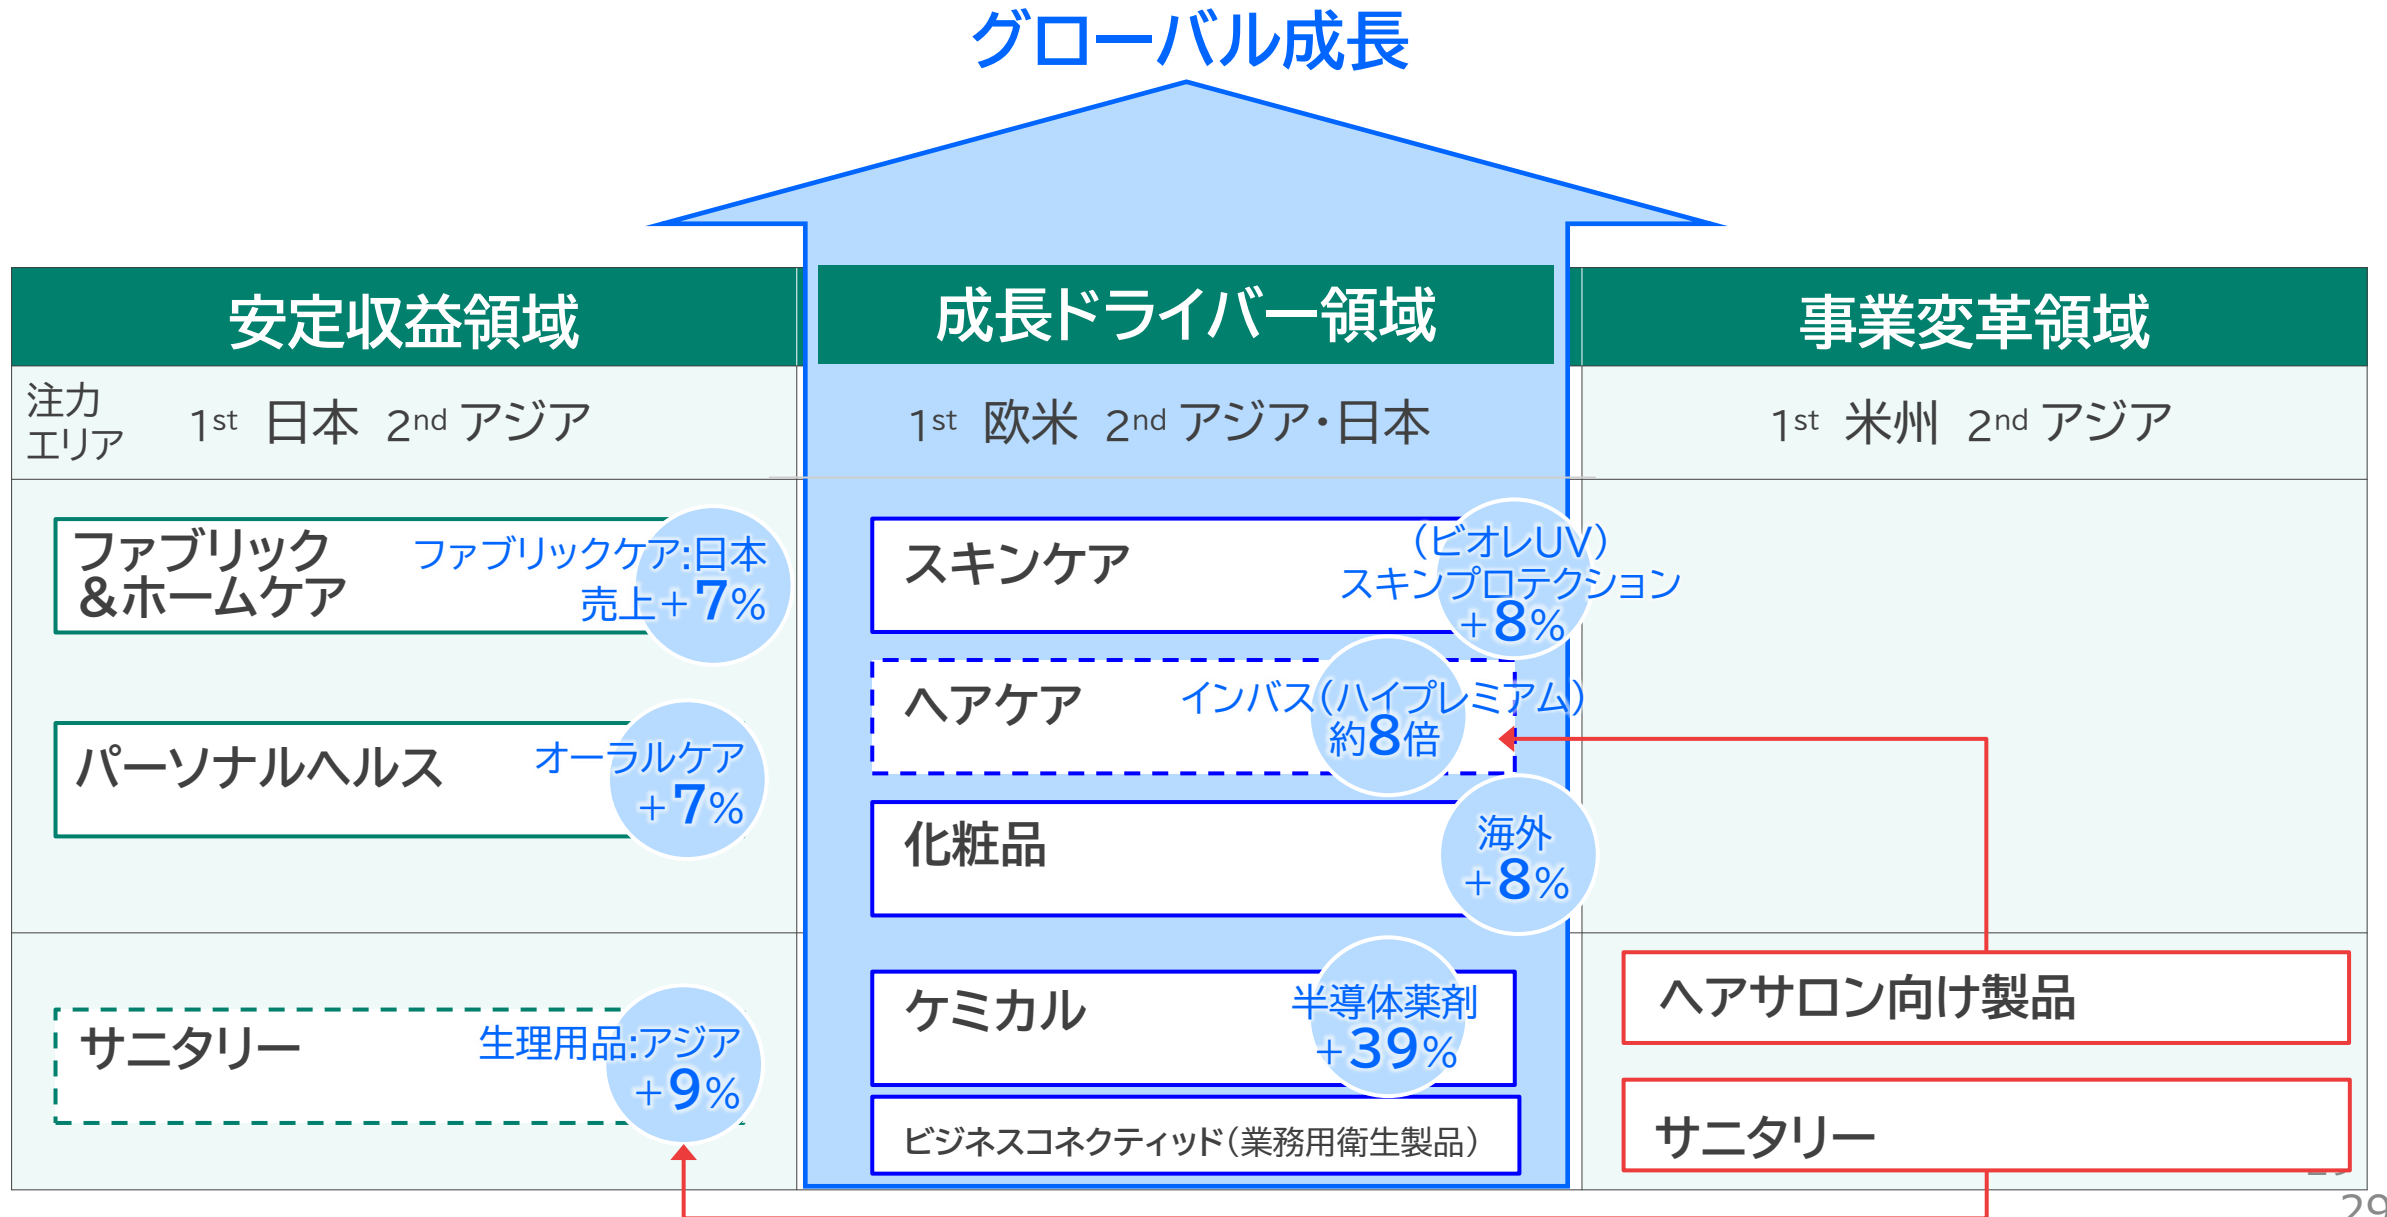 グローバル成長
安定収益領域
成長ドライバー領域
事業変革領域
注力
エリア
1st 日本 2nd アジア
1st 欧米 2nd アジア・日本
1st 米州 2nd アジア
ファブリック
&ホームケア
ファブリックケア:日本
売上+7%
パーソナルヘルス
オーラルケア
+7%
サニタリー
生理用品:アジア
+9%
スキンケア
(ビオレUV)
スキンプロテクション
+8%
ヘアケア
インバス(ハイプレミアム)
約8倍
化粧品
海外
+8%
ケミカル
半導体薬剤
+39%
ビジネスコネクティッド(業務用衛生製品)
ヘアサロン向け製品
サニタリー
29